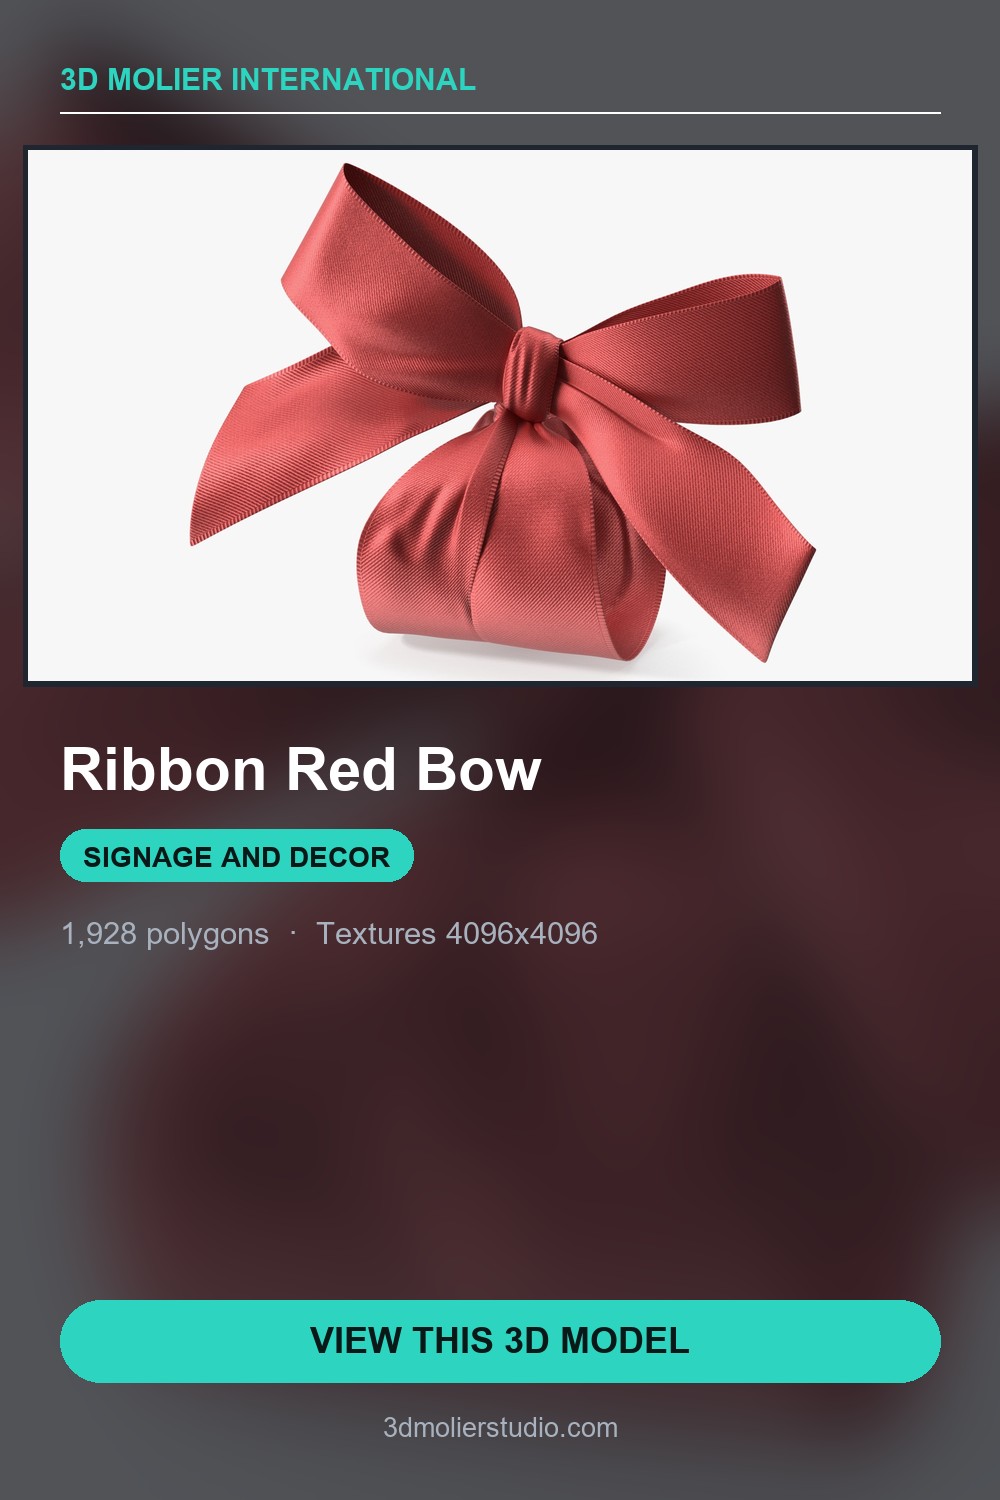 3D MOLIER INTERNATIONAL
Ribbon Red Bow
SIGNAGE AND DECOR
1,928 polygons · Textures 4096x4096
VIEW THIS 3D MODEL
3dmolierstudio.com